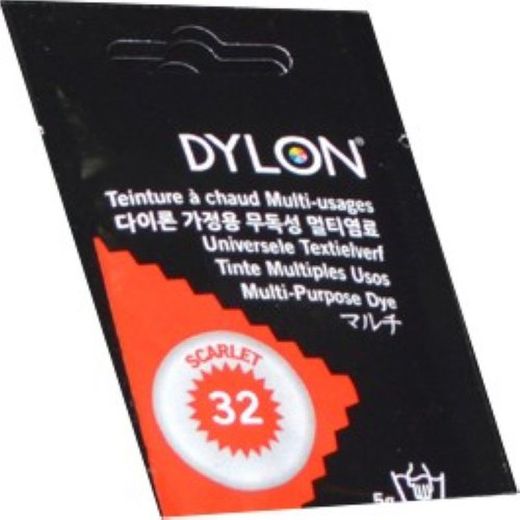 DYLON®
Teinture à chaud Multi-usages
다이론 가정용 무독성 멀티염료
Universele Textielverf
Tinte Multiples Usos
Multi-Purpose Dye
マルチ
SCARLET
32
5g